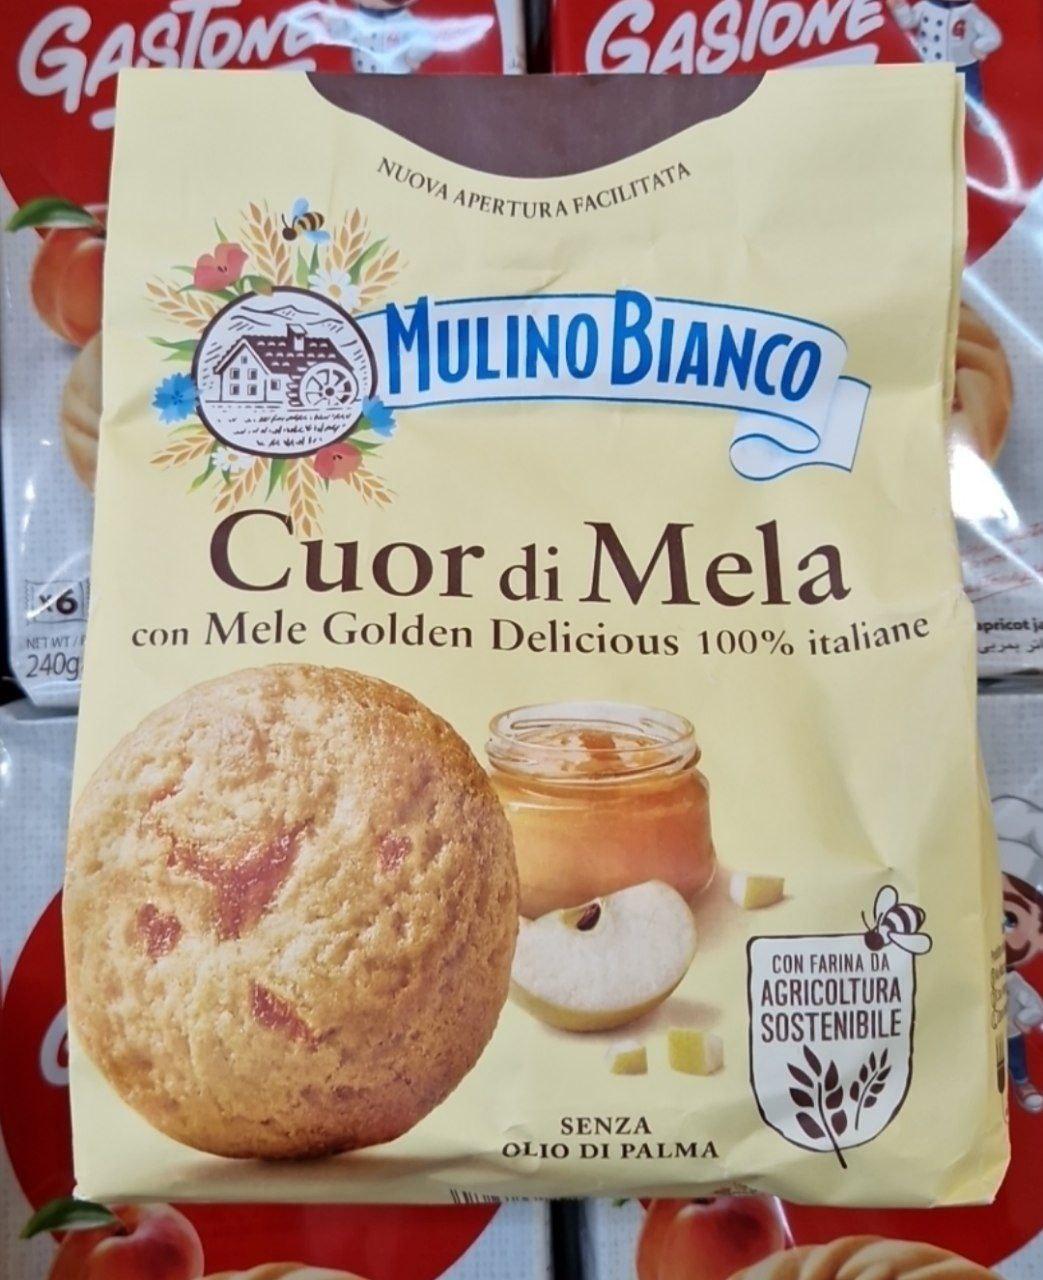 GASTONE
GASTONE
NUOVA APERTURA FACILITATA
MULINO BIANCO
Cuor di Mela
con Mele Golden Delicious 100% italiane
x6
NET WT /
240g
apricot
CON FARINA DA
AGRICOLTURA
SOSTENIBILE
SENZA
OLIO DI PALMA